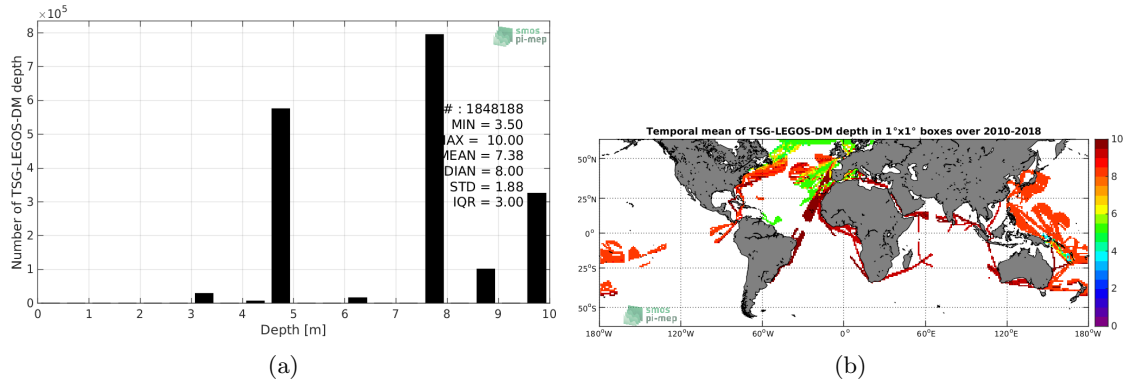 ×10⁵
8
7
6
5
4
3
2
1
0
Number of TSG-LEGOS-DM depth
smos
pi-mep
# : 1848188
MIN = 3.50
MAX = 10.00
MEAN = 7.38
DIAN = 8.00
STD = 1.88
IQR = 3.00
0 1 2 3 4 5 6 7 8 9 10
Depth [m]
(a)
Temporal mean of TSG-LEGOS-DM depth in 1°x1° boxes over 2010-2018
50°N
25°N
0°
25°S
50°S
smos
pi-mep
180°W 120°W 60°W 0° 60°E 120°E 180°W
10
8
6
4
2
0
(b)